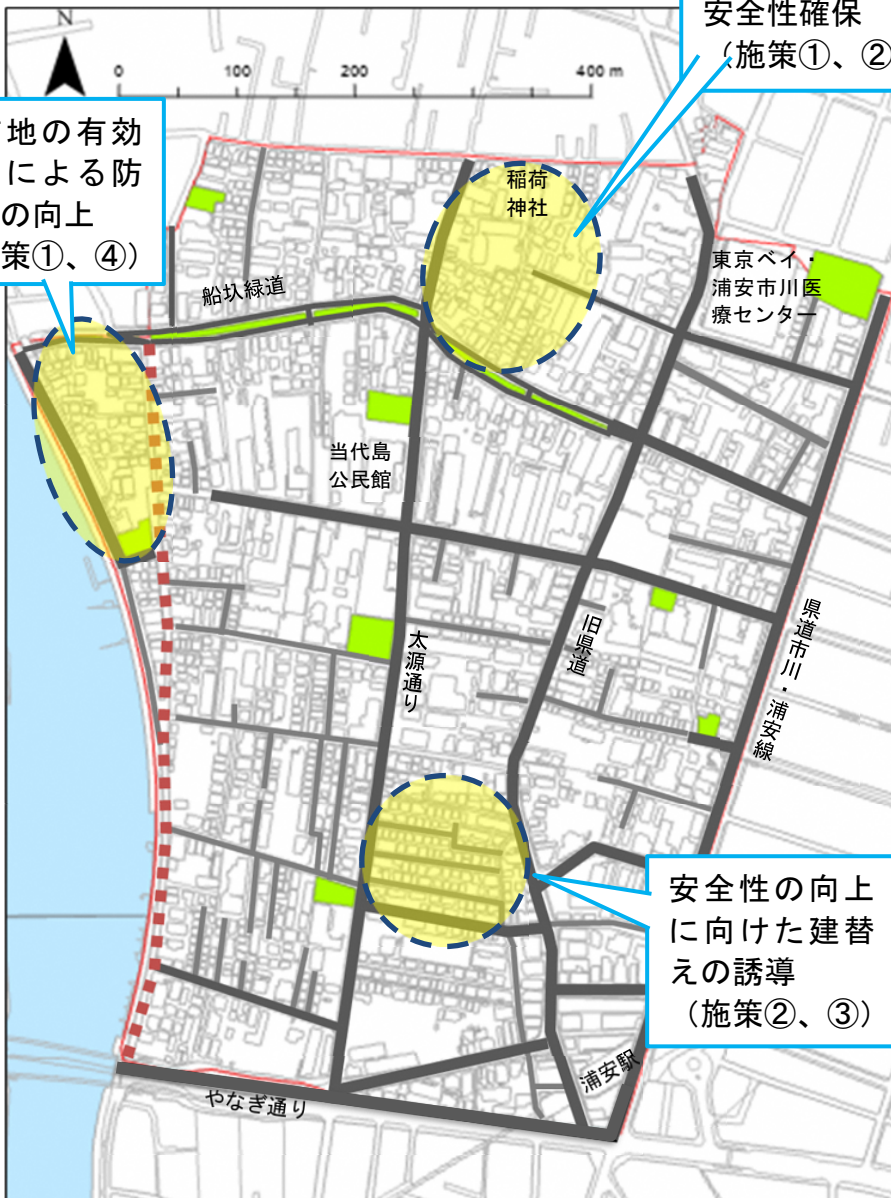 N
0 100 200 400 m
安全性確保
（施策①、②
地の有効
による防
の向上
策①、④）
稲荷
神社
船圦緑道
東京ベイ・
浦安市川医
療センター
当代島
公民館
太源通り
旧県道
県道市川・浦安線
安全性の向上
に向けた建替
えの誘導
（施策②、③）
浦安駅
やなぎ通り